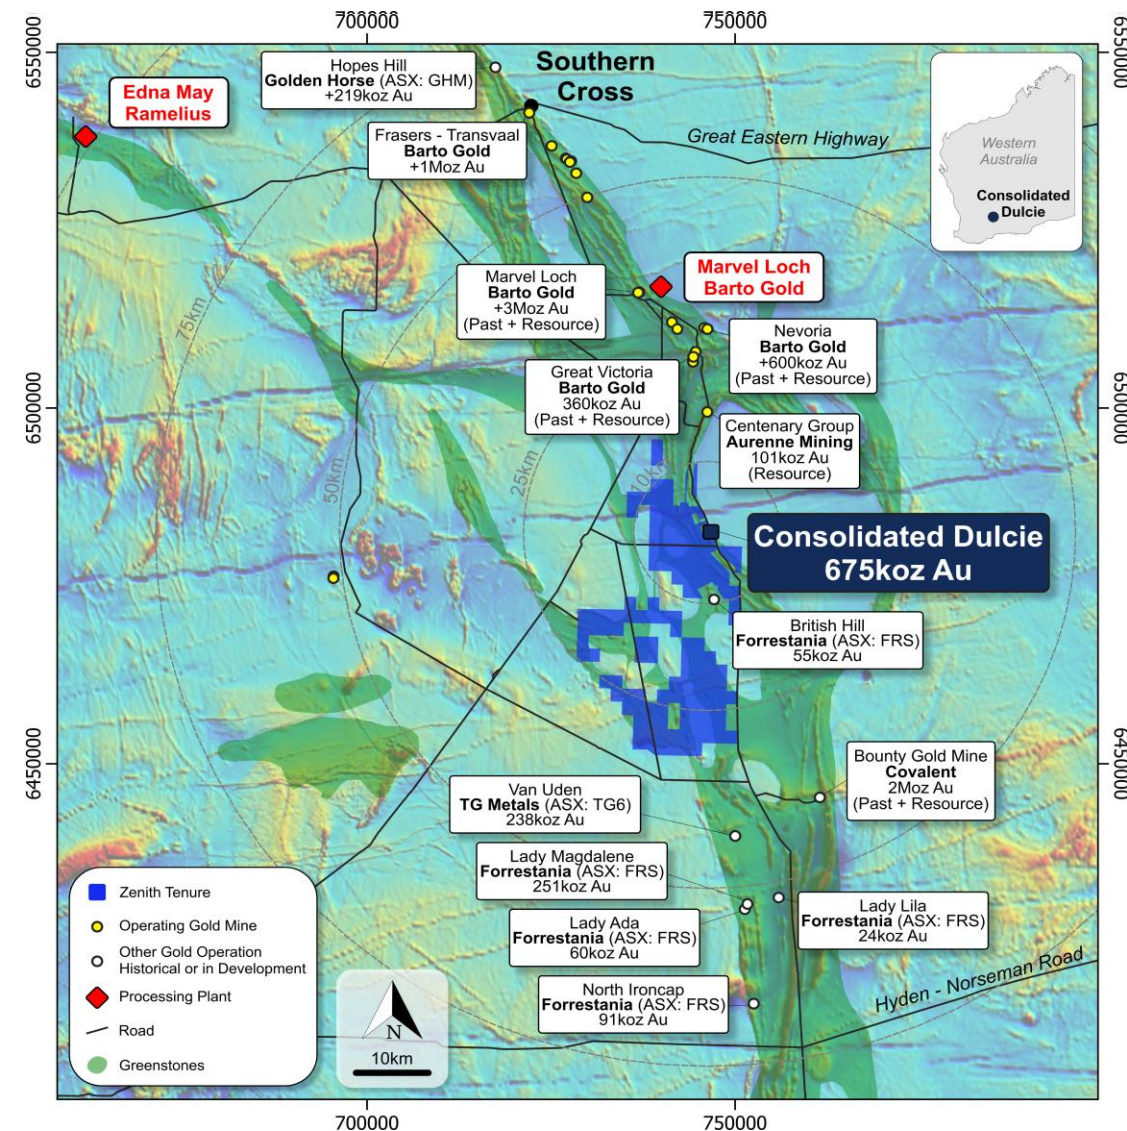 700000
750000
6550000
6550000
Hopes Hill
Golden Horse (ASX: GHM)
+219koz Au
Southern
Cross
Edna May
Ramelius
Frasers - Transvaal
Barto Gold
+1Moz Au
Great Eastern Highway
Western
Australia
Consolidated
Dulcie
Marvel Loch
Barto Gold
+3Moz Au
(Past + Resource)
Marvel Loch
Barto Gold
75km
Nevoria
Barto Gold
+600koz Au
(Past + Resource)
Great Victoria
Barto Gold
360koz Au
(Past + Resource)
6500000
6500000
Centenary Group
Aurenne Mining
101koz Au
(Resource)
50km
25km
10km
Consolidated Dulcie
675koz Au
British Hill
Forrestania (ASX: FRS)
55koz Au
6450000
6450000
Bounty Gold Mine
Covalent
2Moz Au
(Past + Resource)
Van Uden
TG Metals (ASX: TG6)
238koz Au
Lady Magdalene
Forrestania (ASX: FRS)
251koz Au
Lady Ada
Forrestania (ASX: FRS)
60koz Au
Lady Lila
Forrestania (ASX: FRS)
24koz Au
North Ironcap
Forrestania (ASX: FRS)
91koz Au
Hyden - Norseman Road
Zenith Tenure
Operating Gold Mine
Other Gold Operation
Historical or in Development
Processing Plant
Road
Greenstones
N
10km
700000
750000